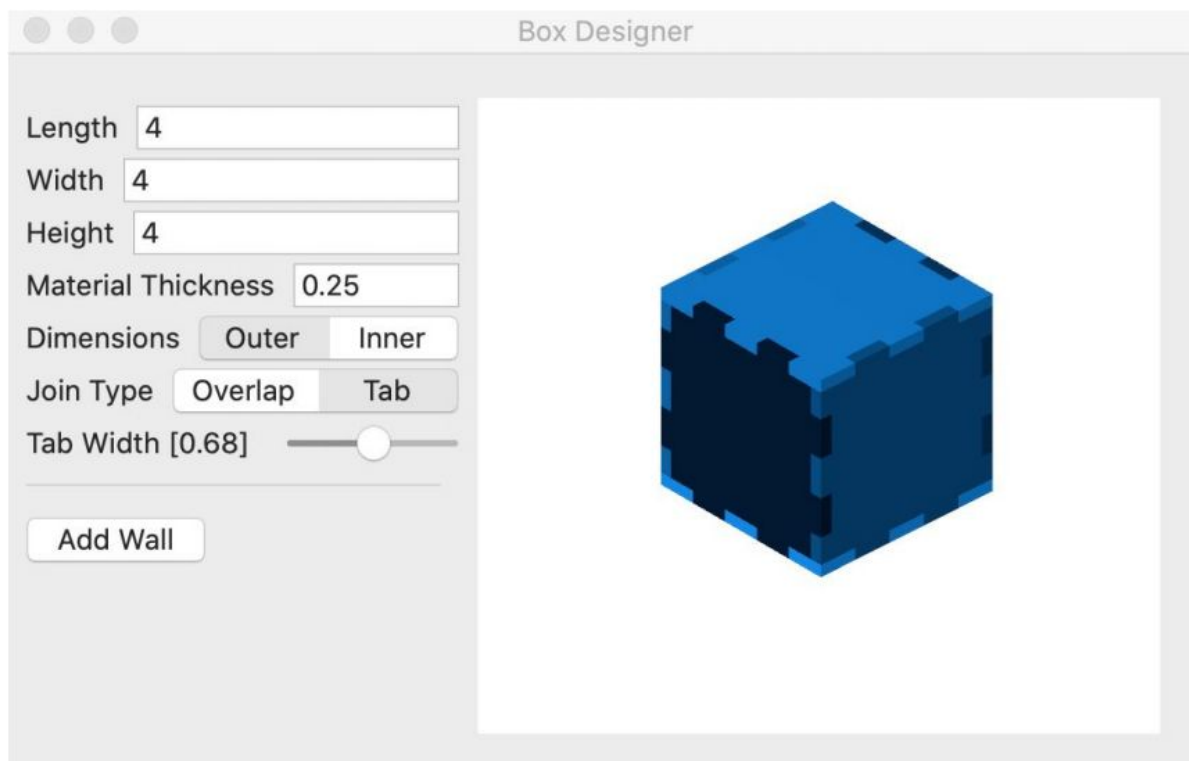 Box Designer
Length 4
Width 4
Height 4
Material Thickness 0.25
Dimensions Outer Inner
Join Type Overlap Tab
Tab Width [0.68]
Add Wall